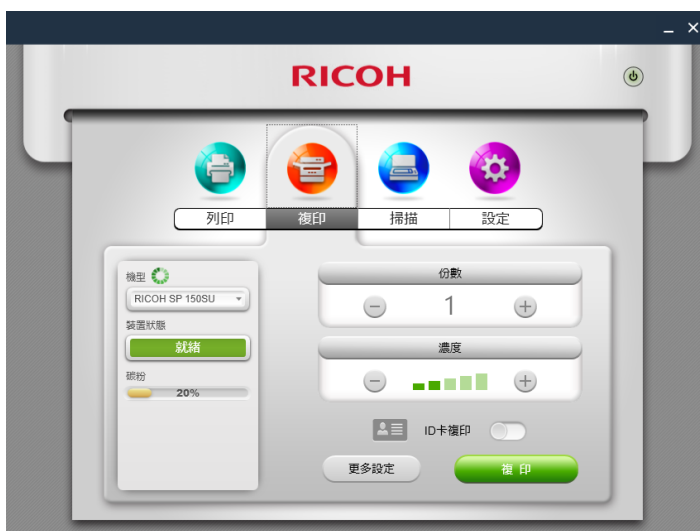 RICOH
列印
複印
掃描
設定
機型
RICOH SP 150SU
裝置狀態
就緒
碳粉
20%
份數
1
濃度
ID卡複印
更多設定
複印